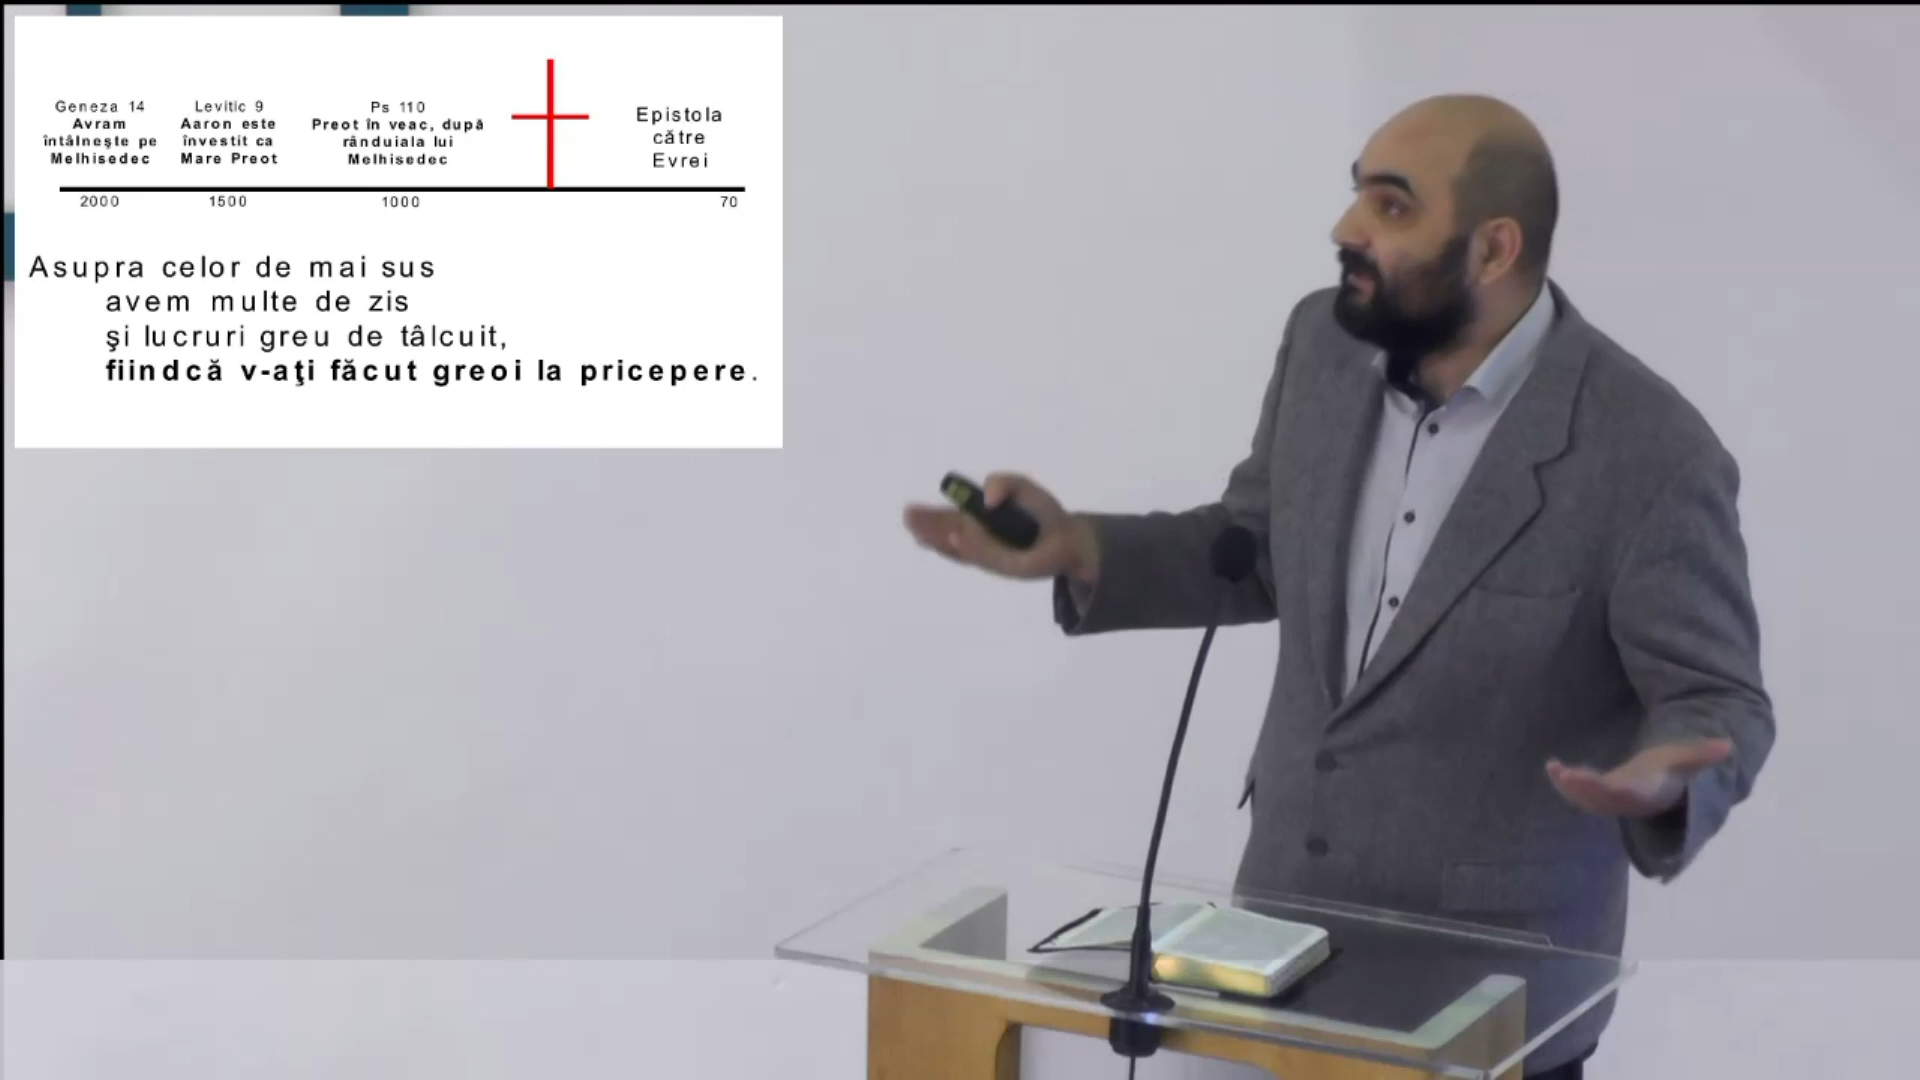 Geneza 14
Avram
întâlneşte pe
Melhisedec
Levitic 9
Aaron este
învestit ca
Mare Preot
Ps 110
Preot în veac, după
rânduiala lui
Melhisedec
Epistola
către
Evrei
2000
1500
1000
70
Asupra celor de mai sus
avem multe de zis
şi lucruri greu de tâlcuit,
fiindcă v-aţi făcut greoi la pricepere.